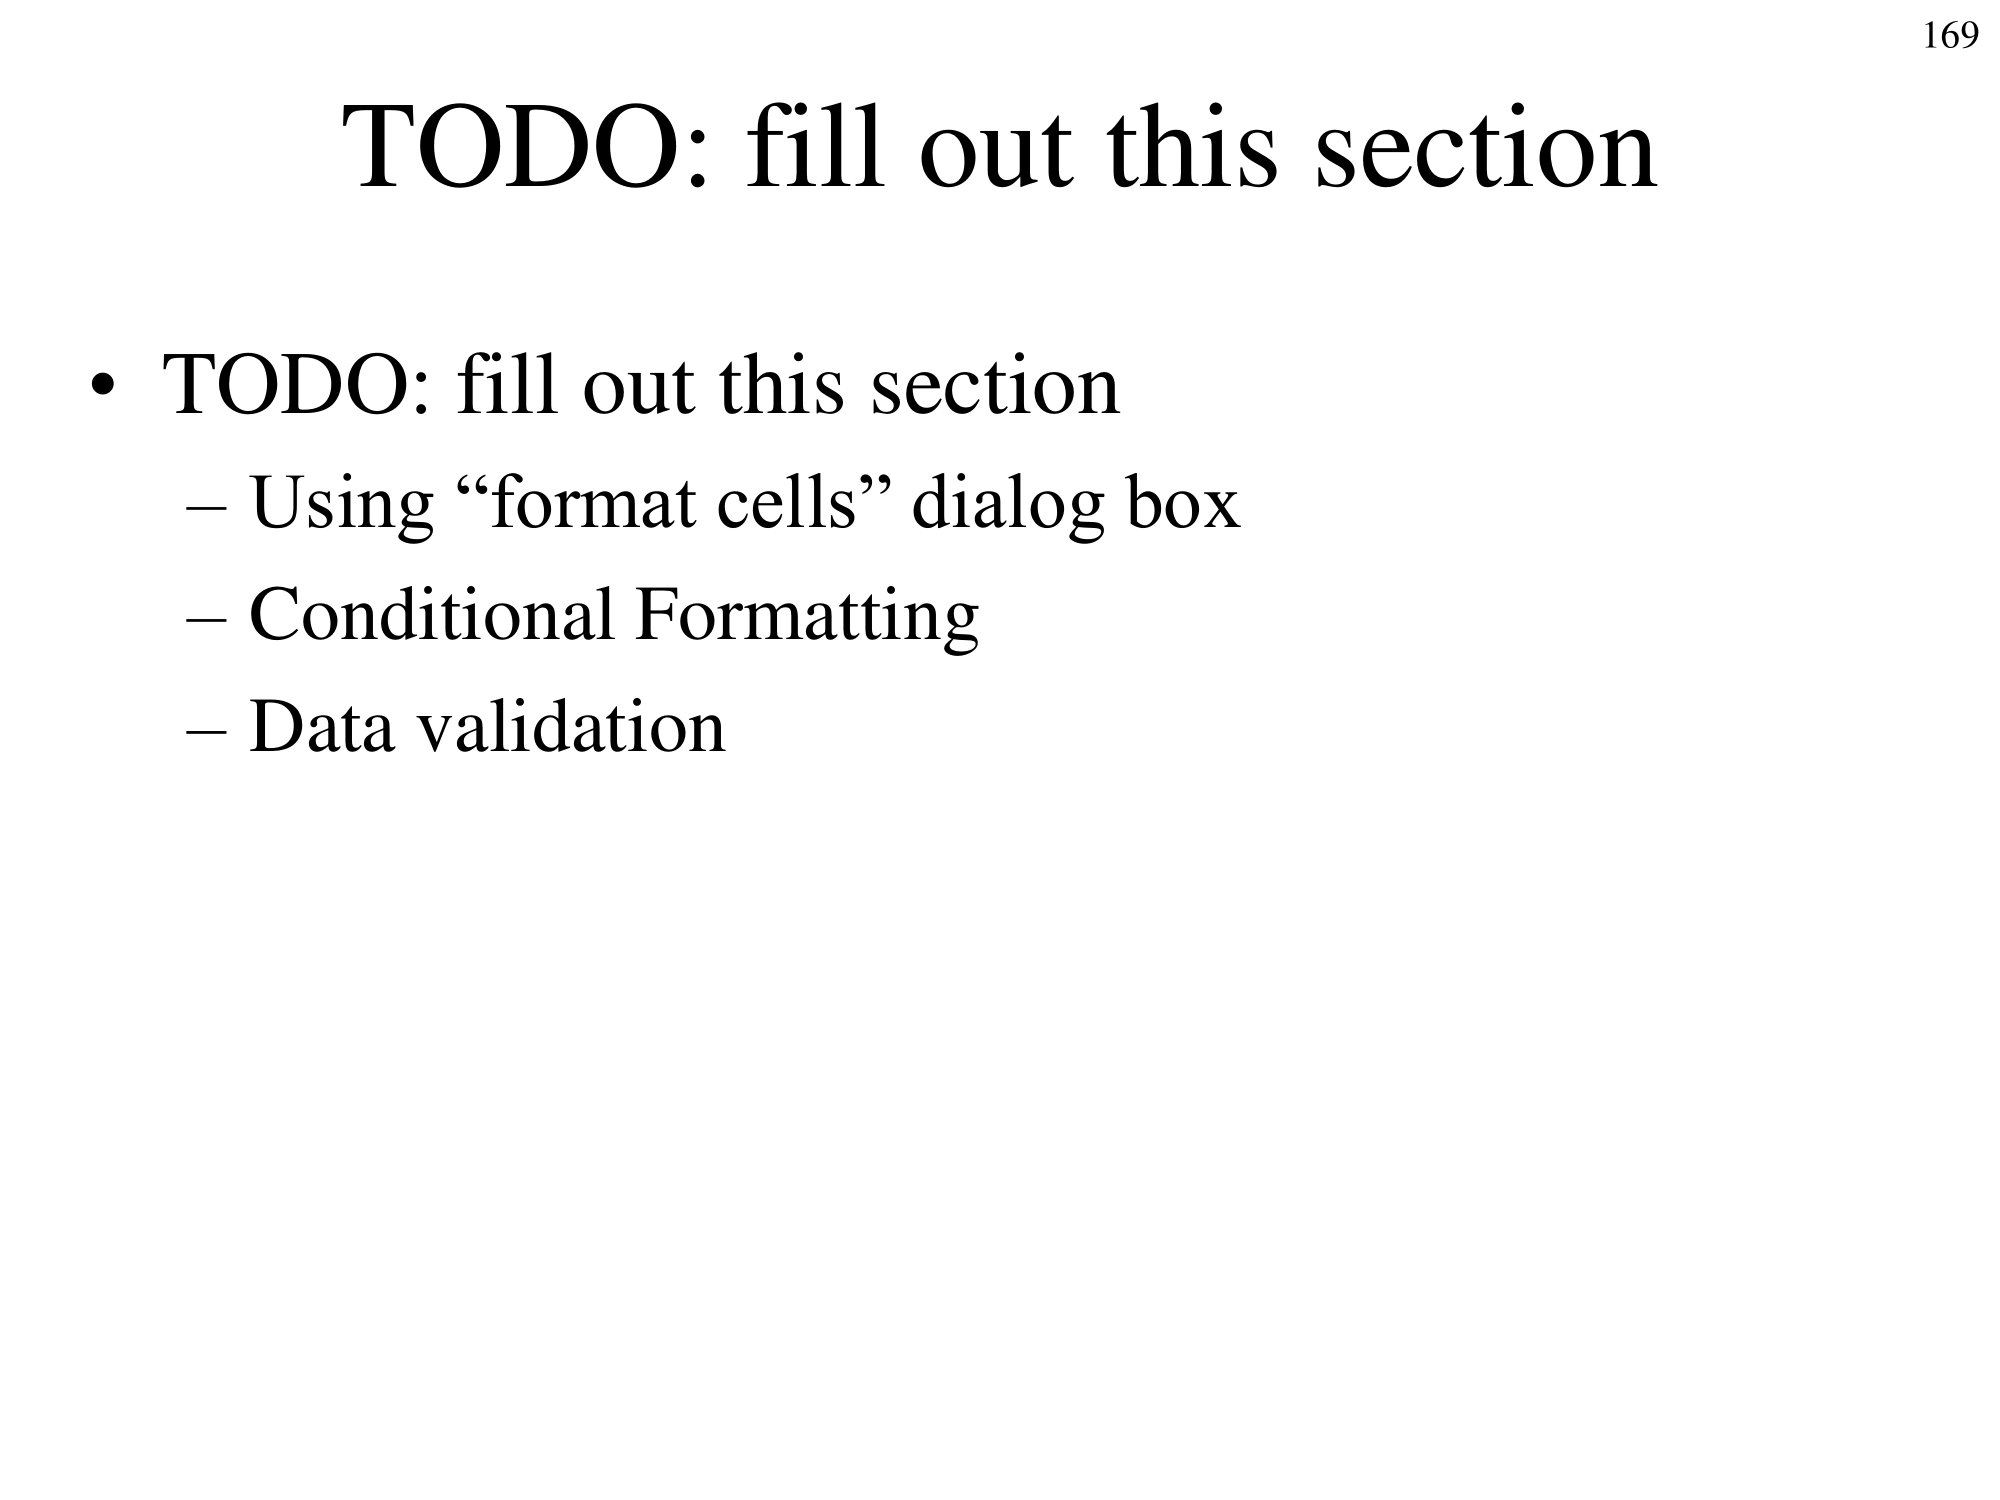 169
TODO: fill out this section
• TODO: fill out this section
– Using “format cells” dialog box
– Conditional Formatting
– Data validation